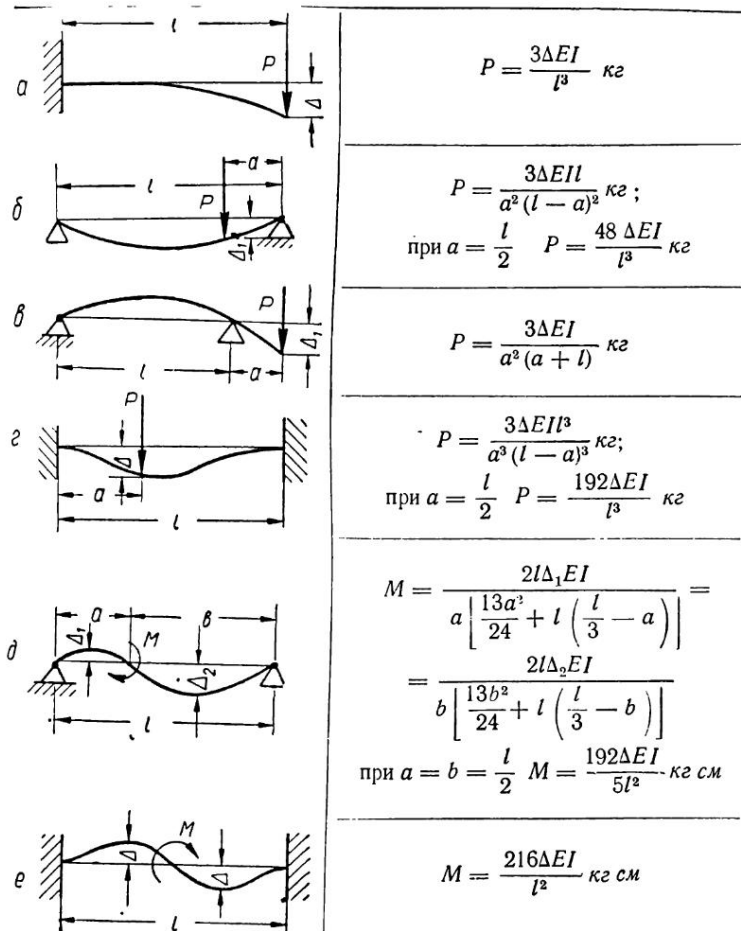 l
P
а
Δ
P = 3ΔEI / l³ кг
a
l
P
б
Δ₁
P = 3ΔEIl / a² (l − a)² кг ;
при a = l/2 P = 48 ΔEI / l³ кг
P
в
Δ₁
l
a
P = 3ΔEI / a² (a + l) кг
P
г
Δ
a
l
P = 3ΔEIl³ / a³ (l − a)³ кг;
при a = l/2 P = 192ΔEI / l³ кг
a
в
Δ₁
M
д
Δ₂
l
M = 2lΔ₁EI / a [13a²/24 + l (l/3 − a)] =
= 2lΔ₂EI / b [13b²/24 + l (l/3 − b)]
при a = b = l/2 M = 192ΔEI / 5l² кг см
M
Δ
е
Δ
l
M = 216ΔEI / l² кг см